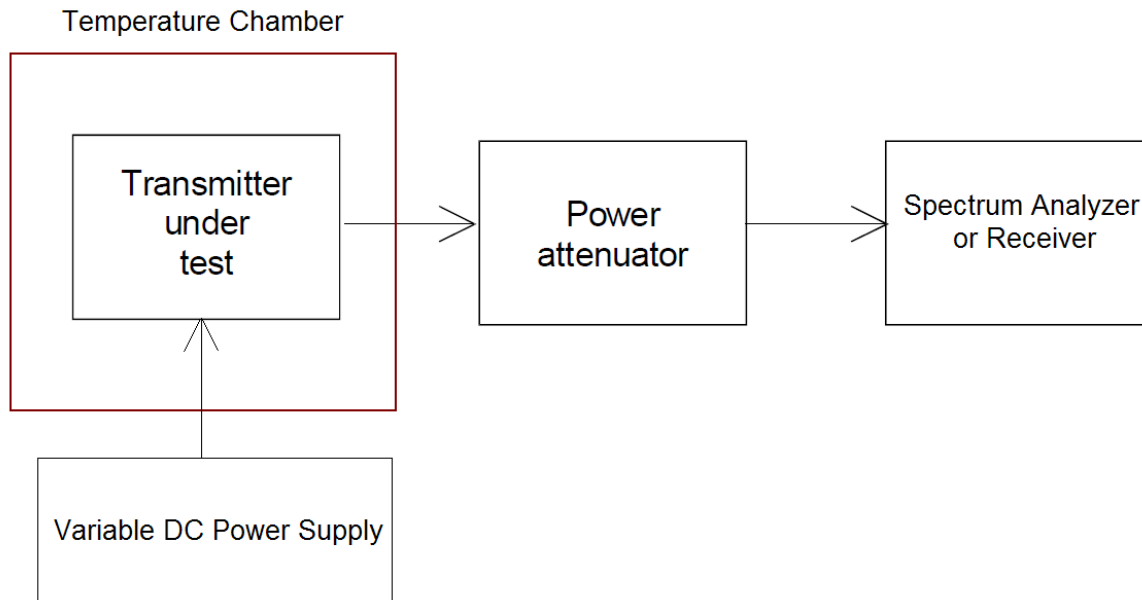 Temperature Chamber
Transmitter
under
test
Power
attenuator
Spectrum Analyzer
or Receiver
Variable DC Power Supply